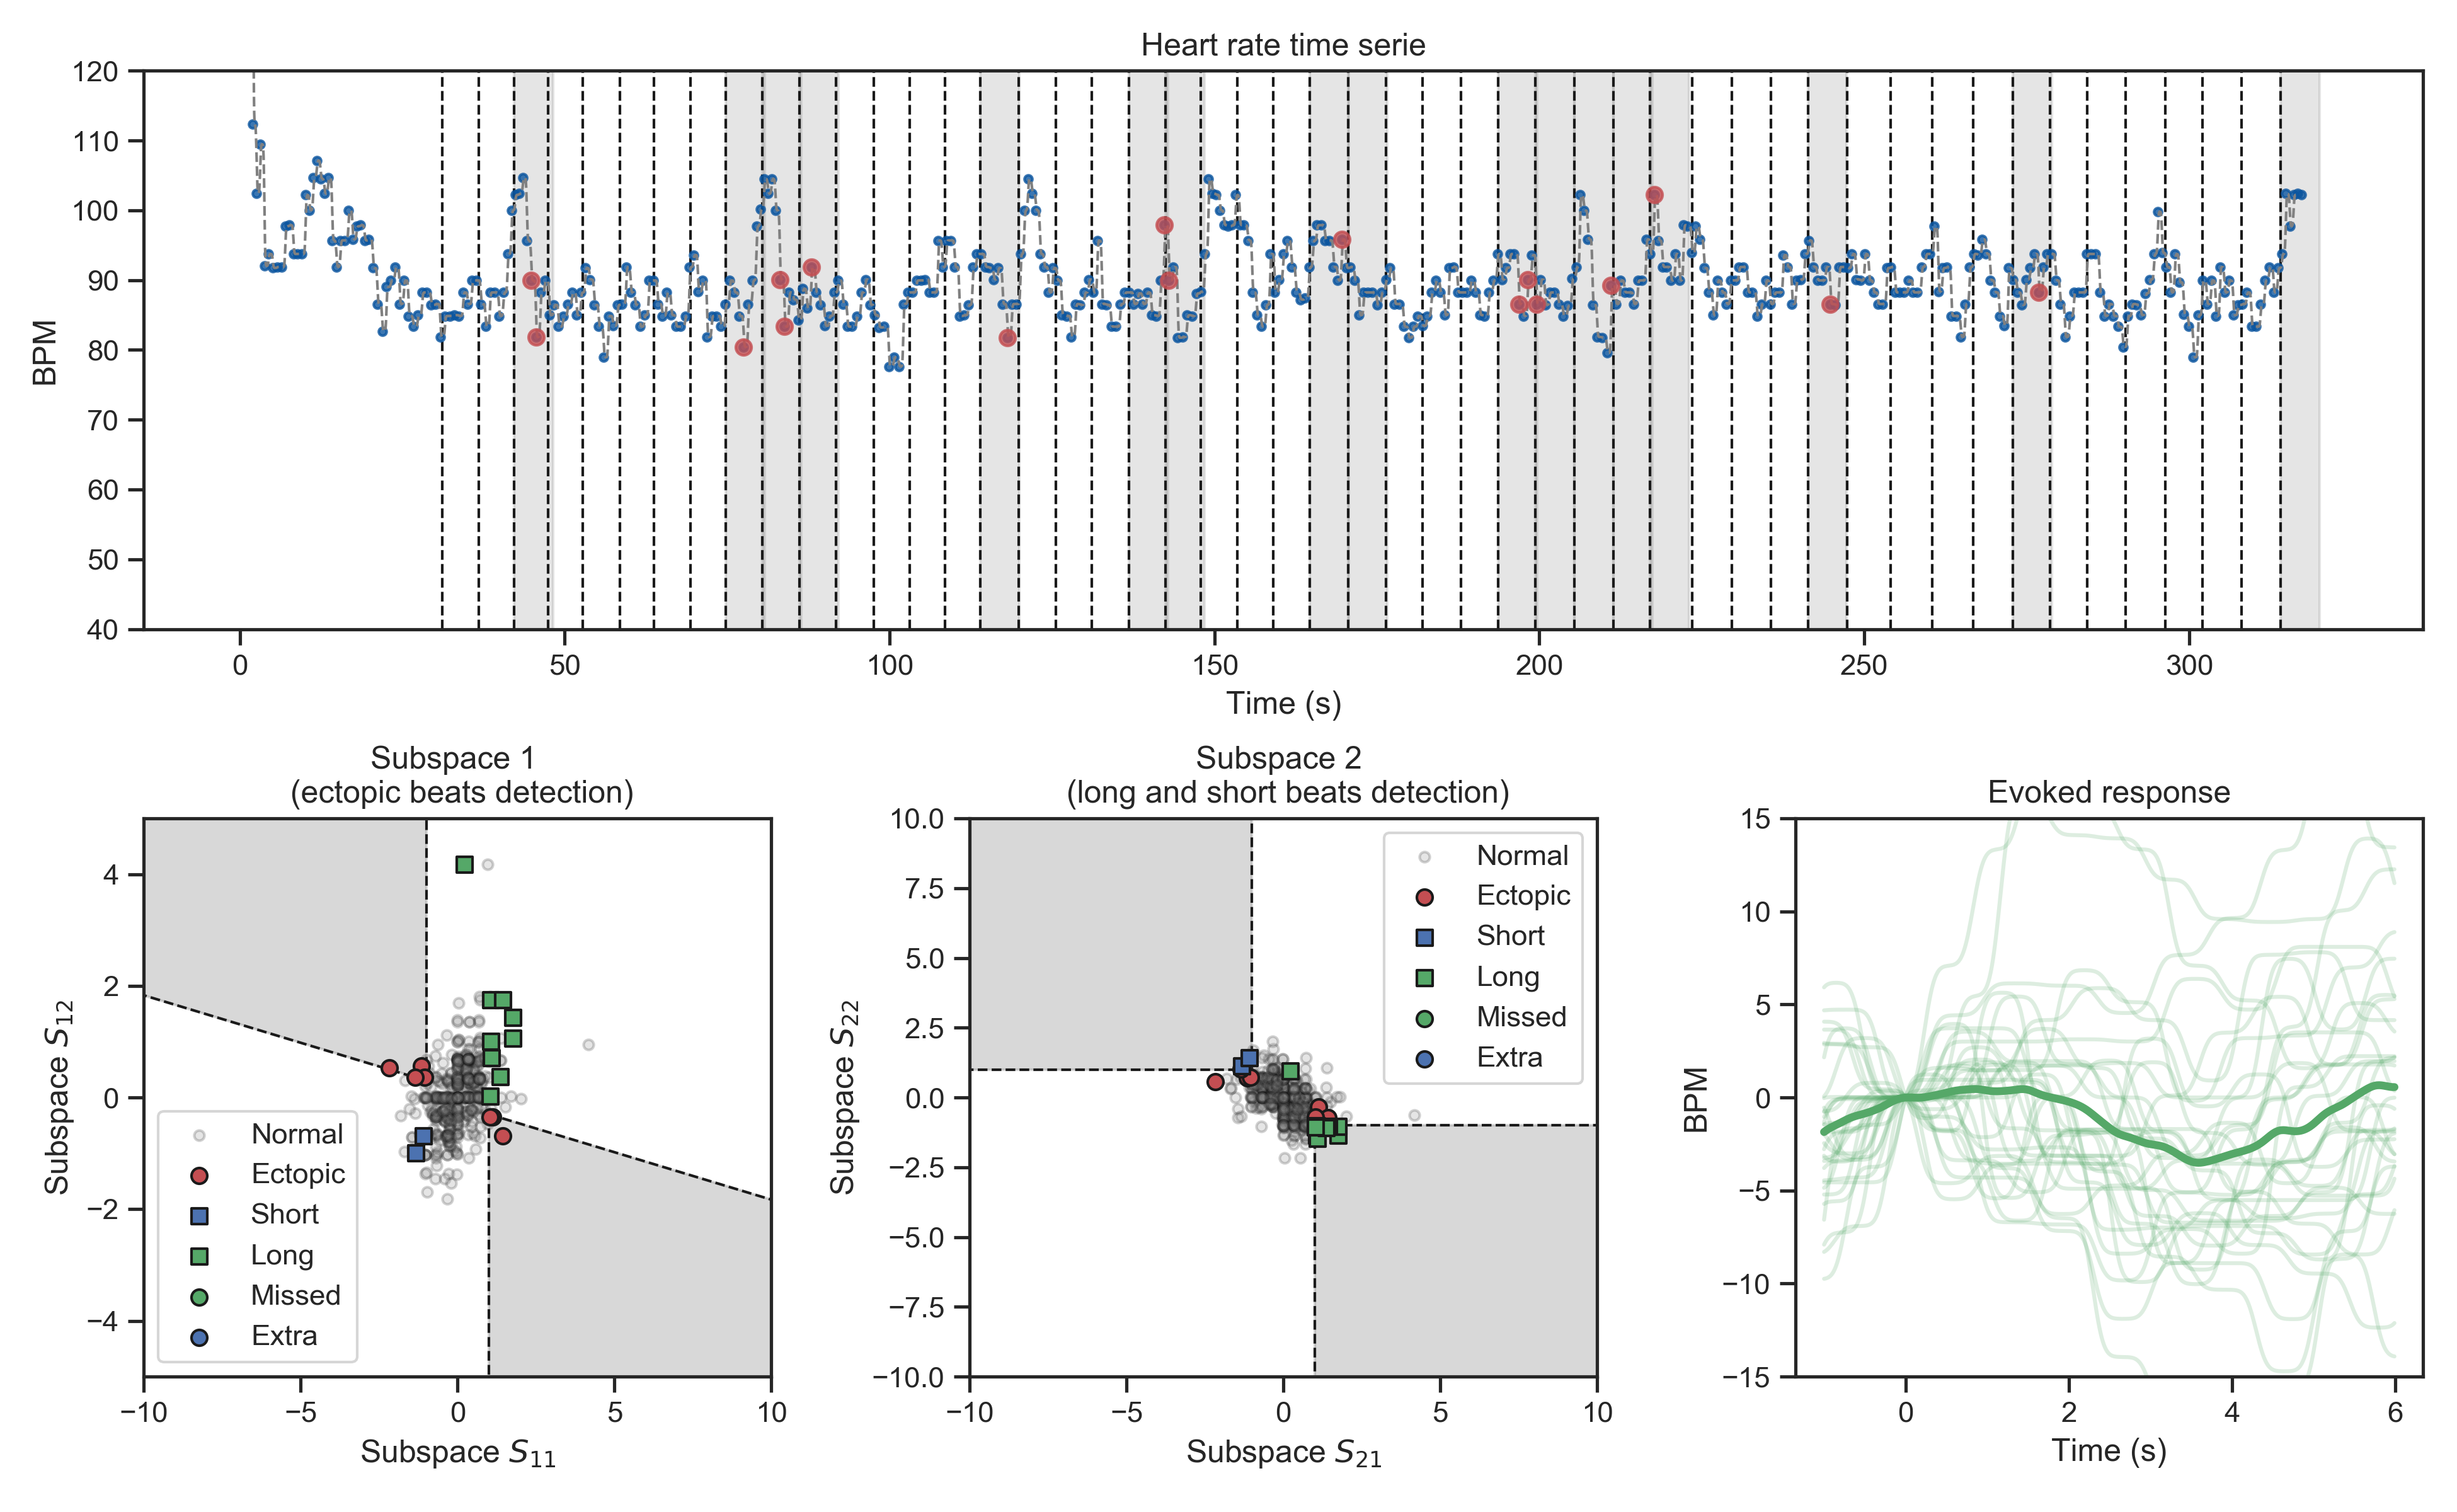 Heart rate time serie
120
110
100
90
80
70
60
50
40
BPM
0 50 100 150 200 250 300
Time (s)
Subspace 1
(ectopic beats detection)
4
2
0
−2
−4
Subspace S12
Normal
Ectopic
Short
Long
Missed
Extra
−10 −5 0 5 10
Subspace S11
Subspace 2
(long and short beats detection)
10.0
7.5
5.0
2.5
0.0
−2.5
−5.0
−7.5
−10.0
Subspace S22
Normal
Ectopic
Short
Long
Missed
Extra
−10 −5 0 5 10
Subspace S21
Evoked response
15
10
5
0
−5
−10
−15
BPM
0 2 4 6
Time (s)